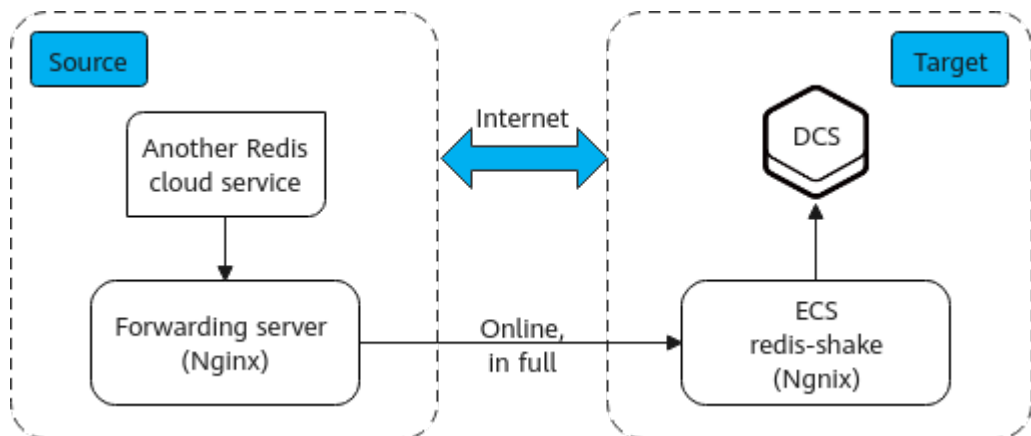 Source
Target
Internet
Another Redis
cloud service
DCS
Forwarding server
(Nginx)
Online,
in full
ECS
redis-shake
(Ngnix)